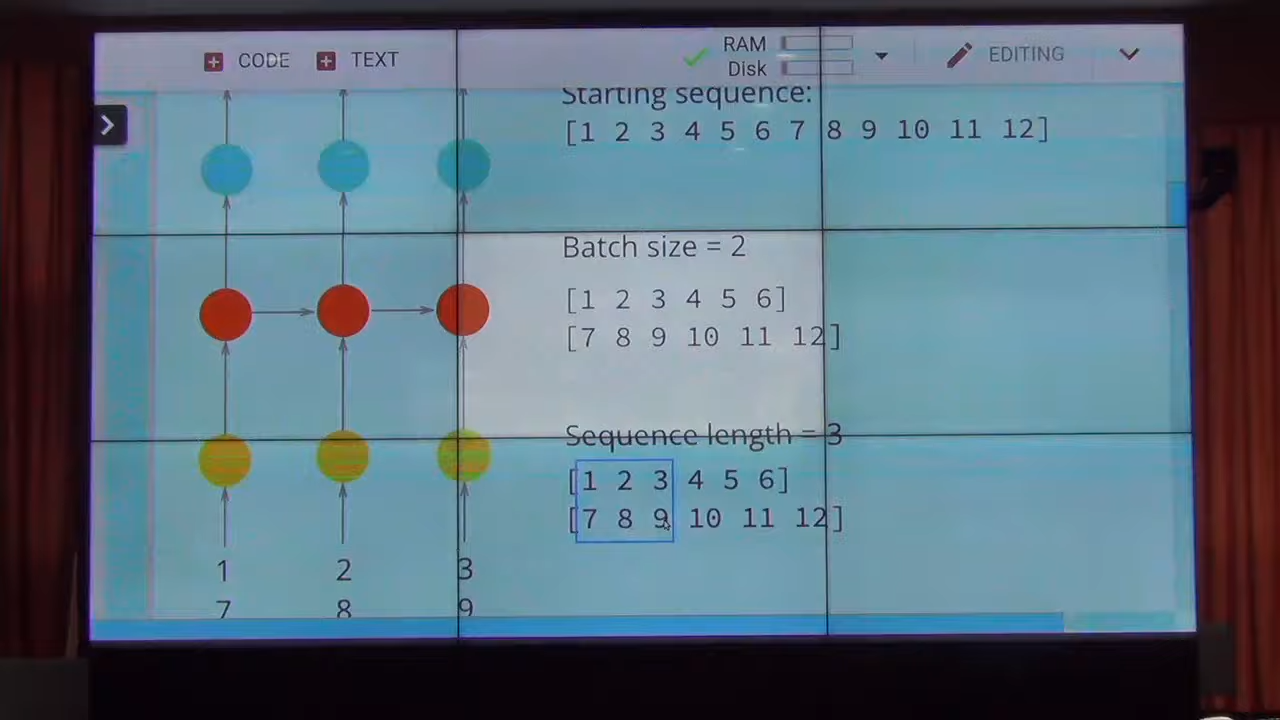 CODE TEXT RAM EDITING
Disk
Starting sequence:
[1 2 3 4 5 6 7 8 9 10 11 12]
Batch size = 2
[1 2 3 4 5 6]
[7 8 9 10 11 12]
Sequence length = 3
[1 2 3 4 5 6]
[7 8 9 10 11 12]
1 2 3
7 8 9